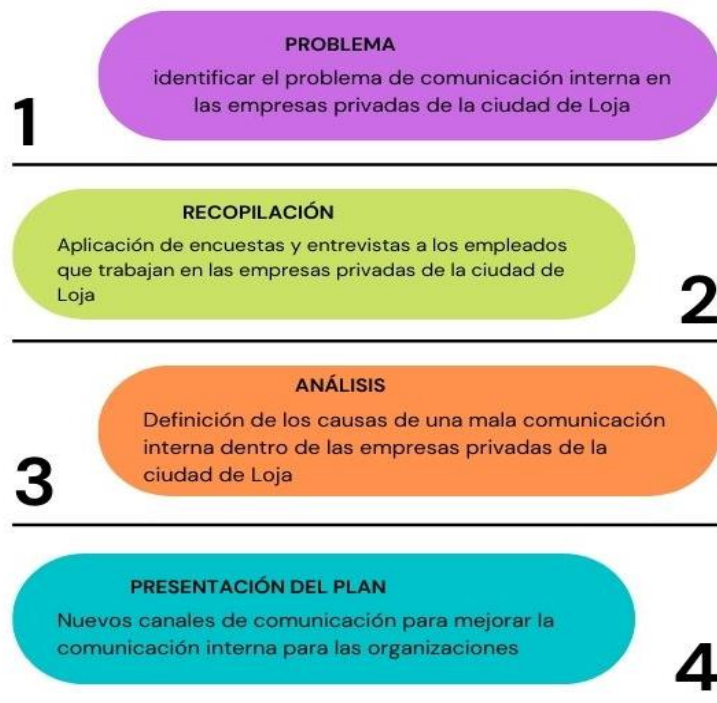 PROBLEMA
identificar el problema de comunicación interna en
las empresas privadas de la ciudad de Loja
1
RECOPILACIÓN
Aplicación de encuestas y entrevistas a los empleados
que trabajan en las empresas privadas de la ciudad de
Loja
2
ANÁLISIS
Definición de los causas de una mala comunicación
interna dentro de las empresas privadas de la
ciudad de Loja
3
PRESENTACIÓN DEL PLAN
Nuevos canales de comunicación para mejorar la
comunicación interna para las organizaciones
4